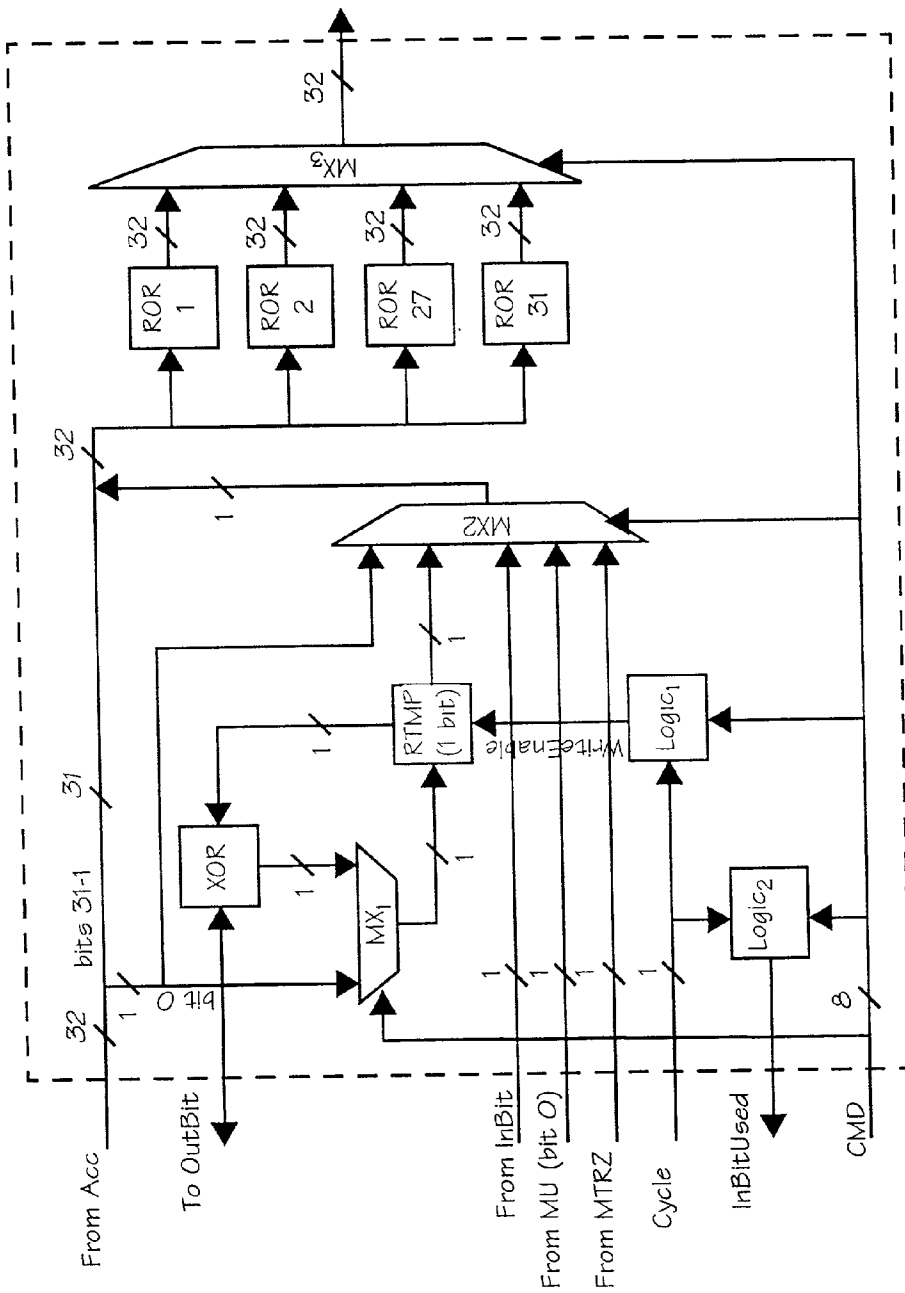 From Acc
32
bits 31-1
31
32
1
bit 0
To OutBit
XOR
1
1
MX1
1
RTMP
(1 bit)
1
WriteEnable
Logic1
Logic2
From InBit
1
From MU (bit 0)
1
From MTRZ
1
Cycle
1
InBitUsed
CMD
8
MX2
1
ROR
1
32
ROR
2
32
ROR
27
32
ROR
31
32
MX3
32